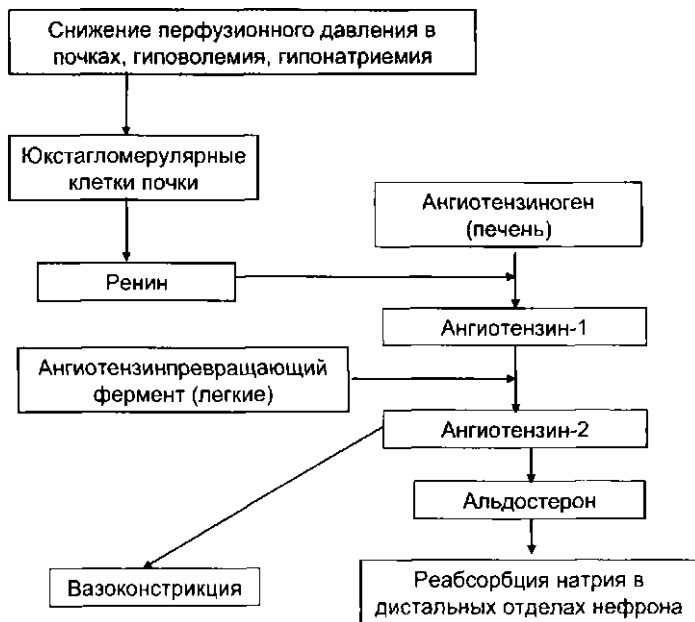 Снижение перфузионного давления в
почках, гиповолемия, гипонатриемия
Юкстагломерулярные
клетки почки
Ангиотензиноген
(печень)
Ренин
Ангиотензин-1
Ангиотензинпревращающий
фермент (легкие)
Ангиотензин-2
Альдостерон
Вазоконстрикция
Реабсорбция натрия в
дистальных отделах нефрона